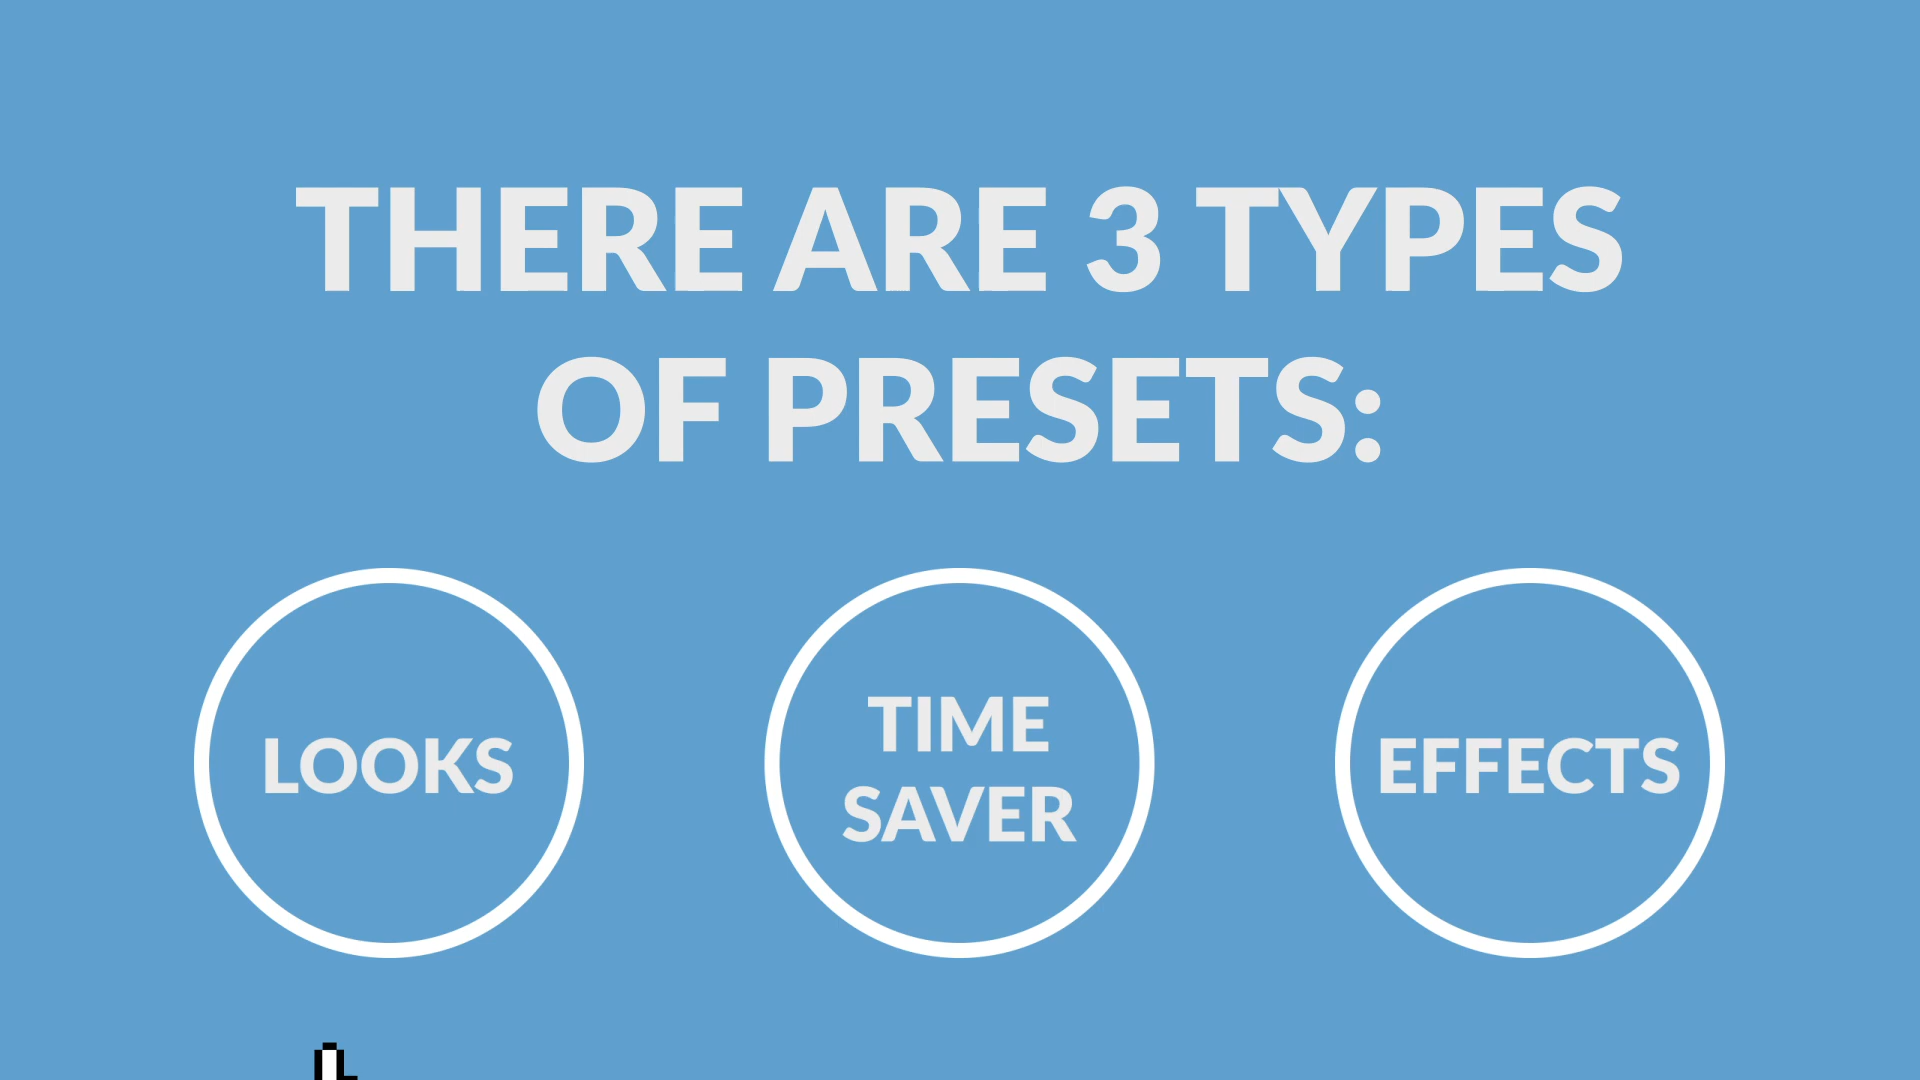 THERE ARE 3 TYPES
OF PRESETS:
LOOKS
TIME
SAVER
EFFECTS